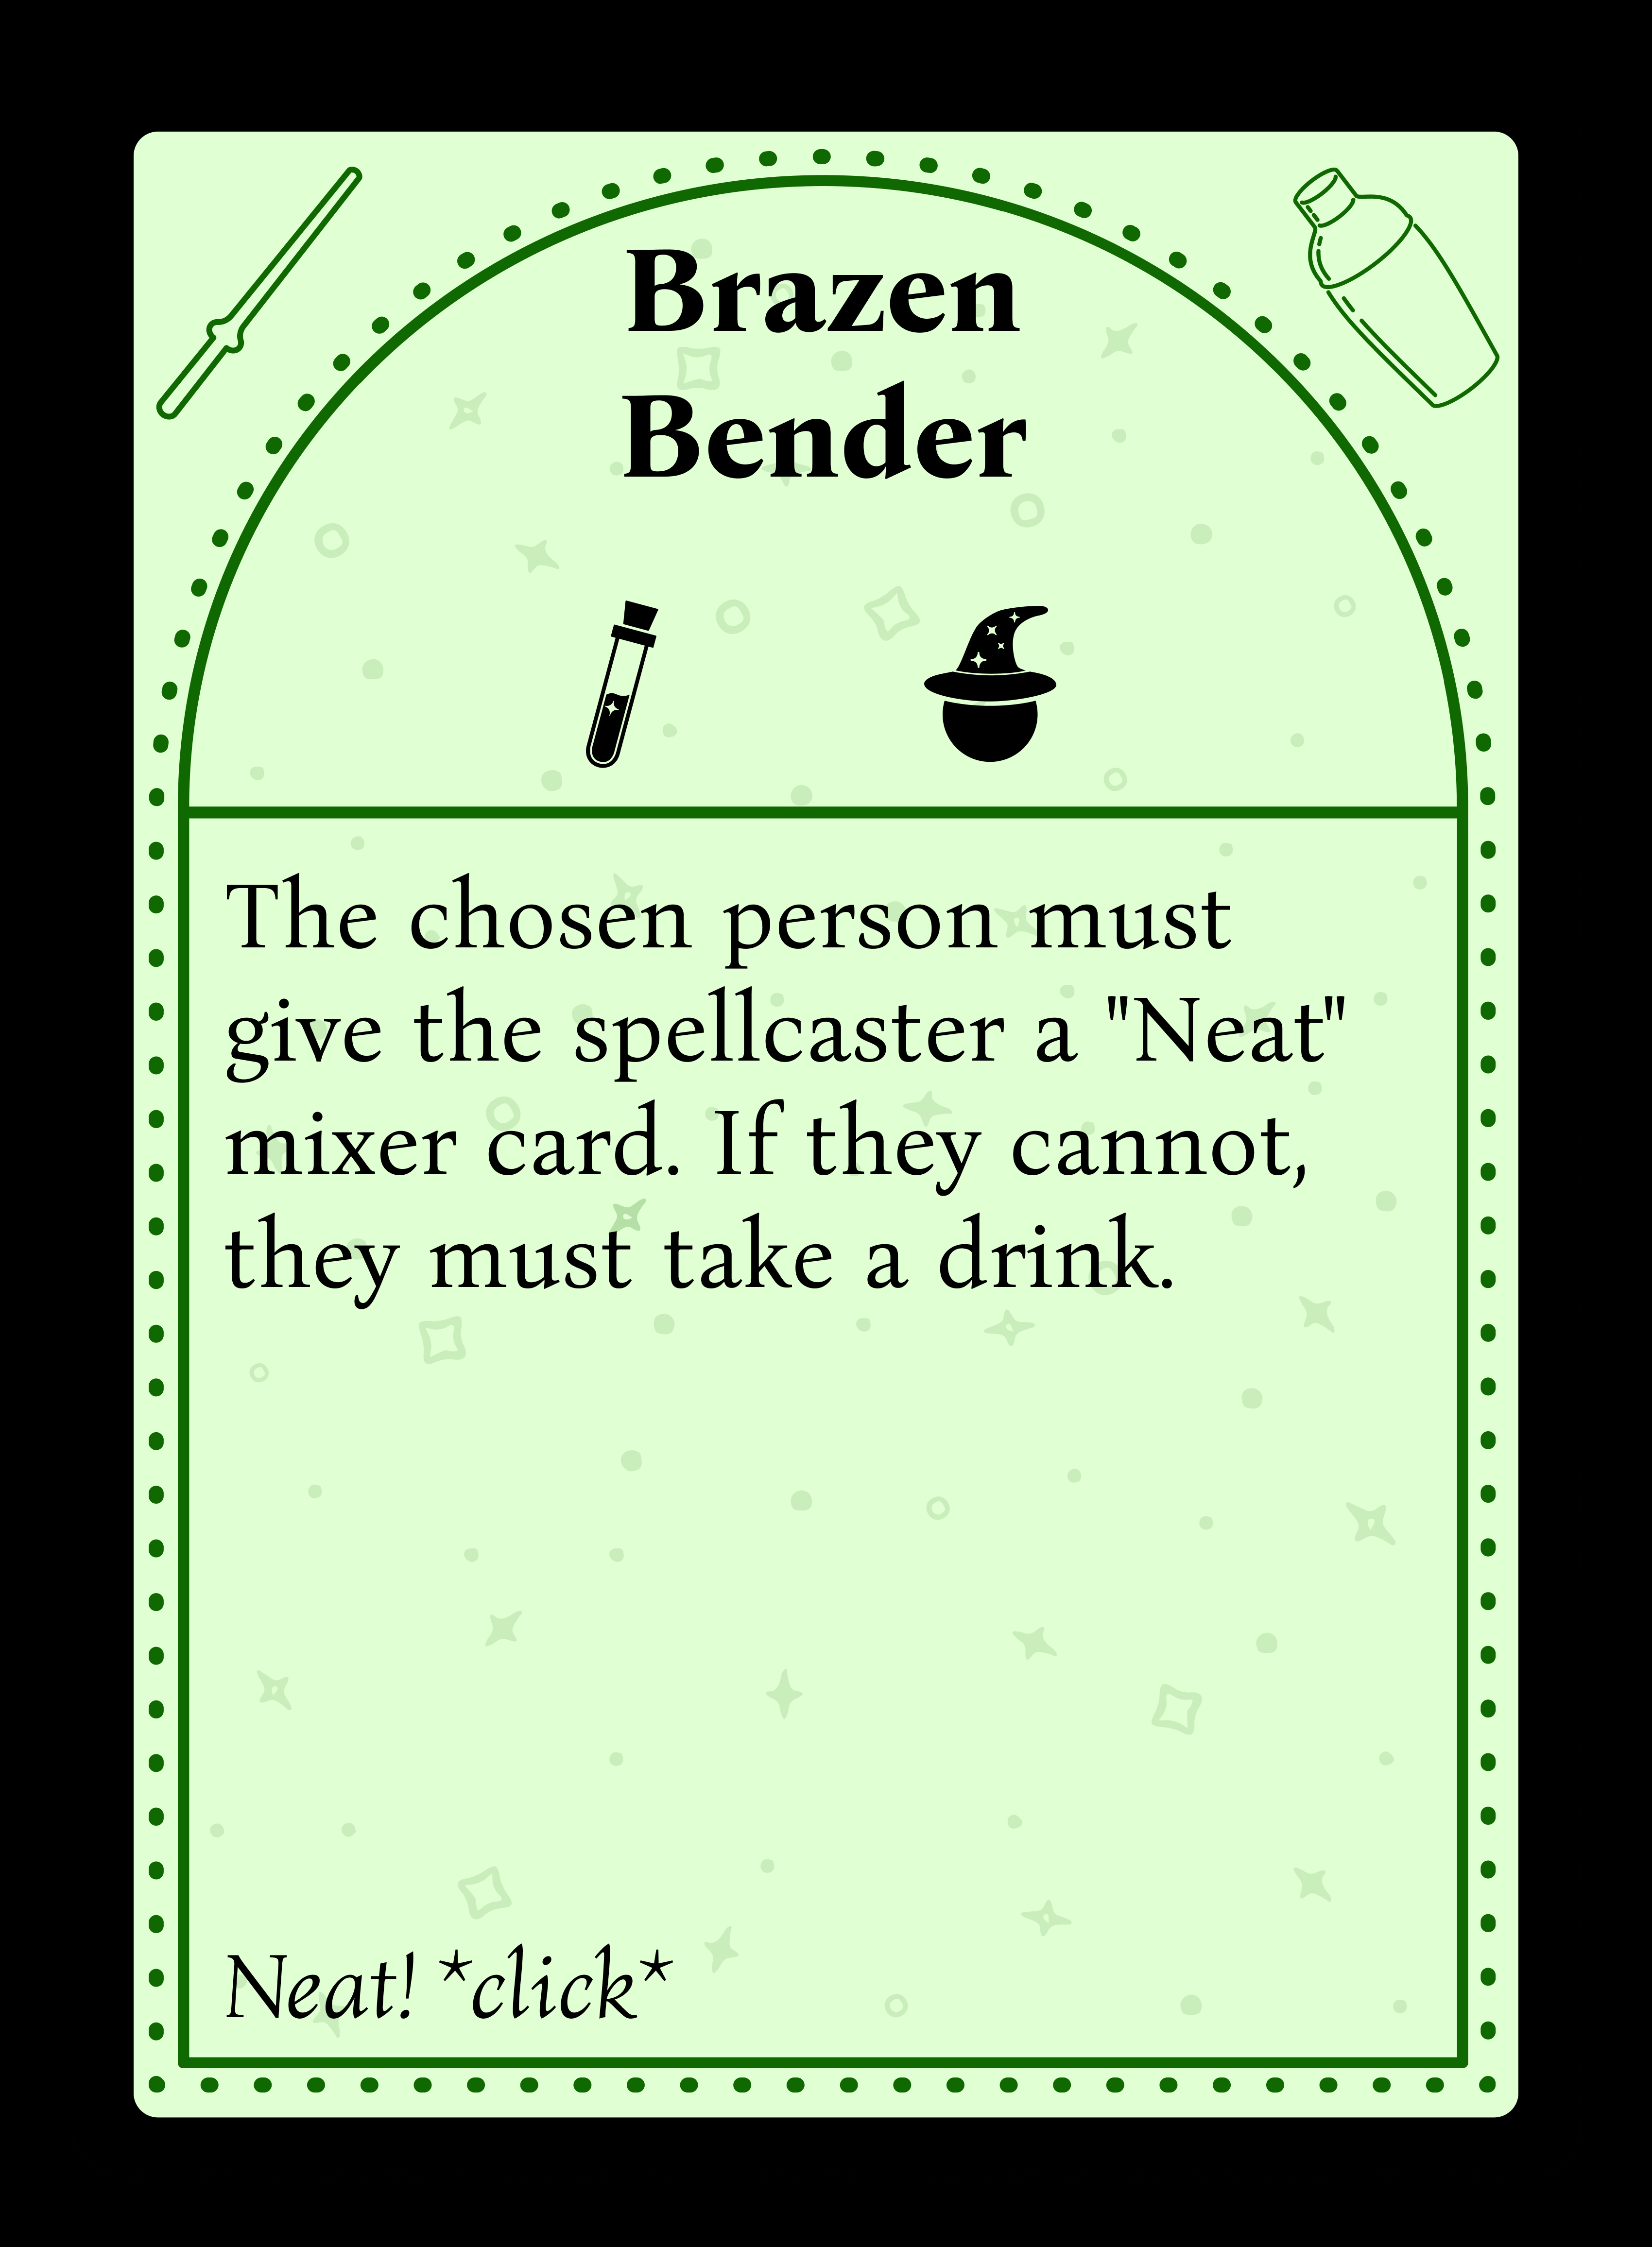 Brazen
Bender
The chosen person must
give the spellcaster a "Neat"
mixer card. If they cannot,
they must take a drink.
Neat! *click*